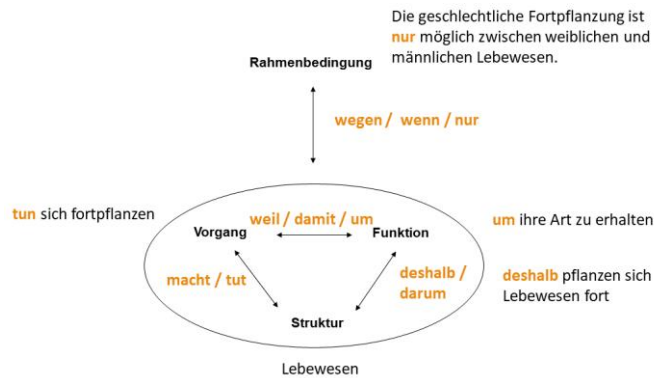 Die geschlechtliche Fortpflanzung ist
nur möglich zwischen weiblichen und
männlichen Lebewesen.
Rahmenbedingung
wegen / wenn / nur
tun sich fortpflanzen
weil / damit / um
um ihre Art zu erhalten
Vorgang
Funktion
macht / tut
deshalb /
darum
deshalb pflanzen sich
Lebewesen fort
Struktur
Lebewesen